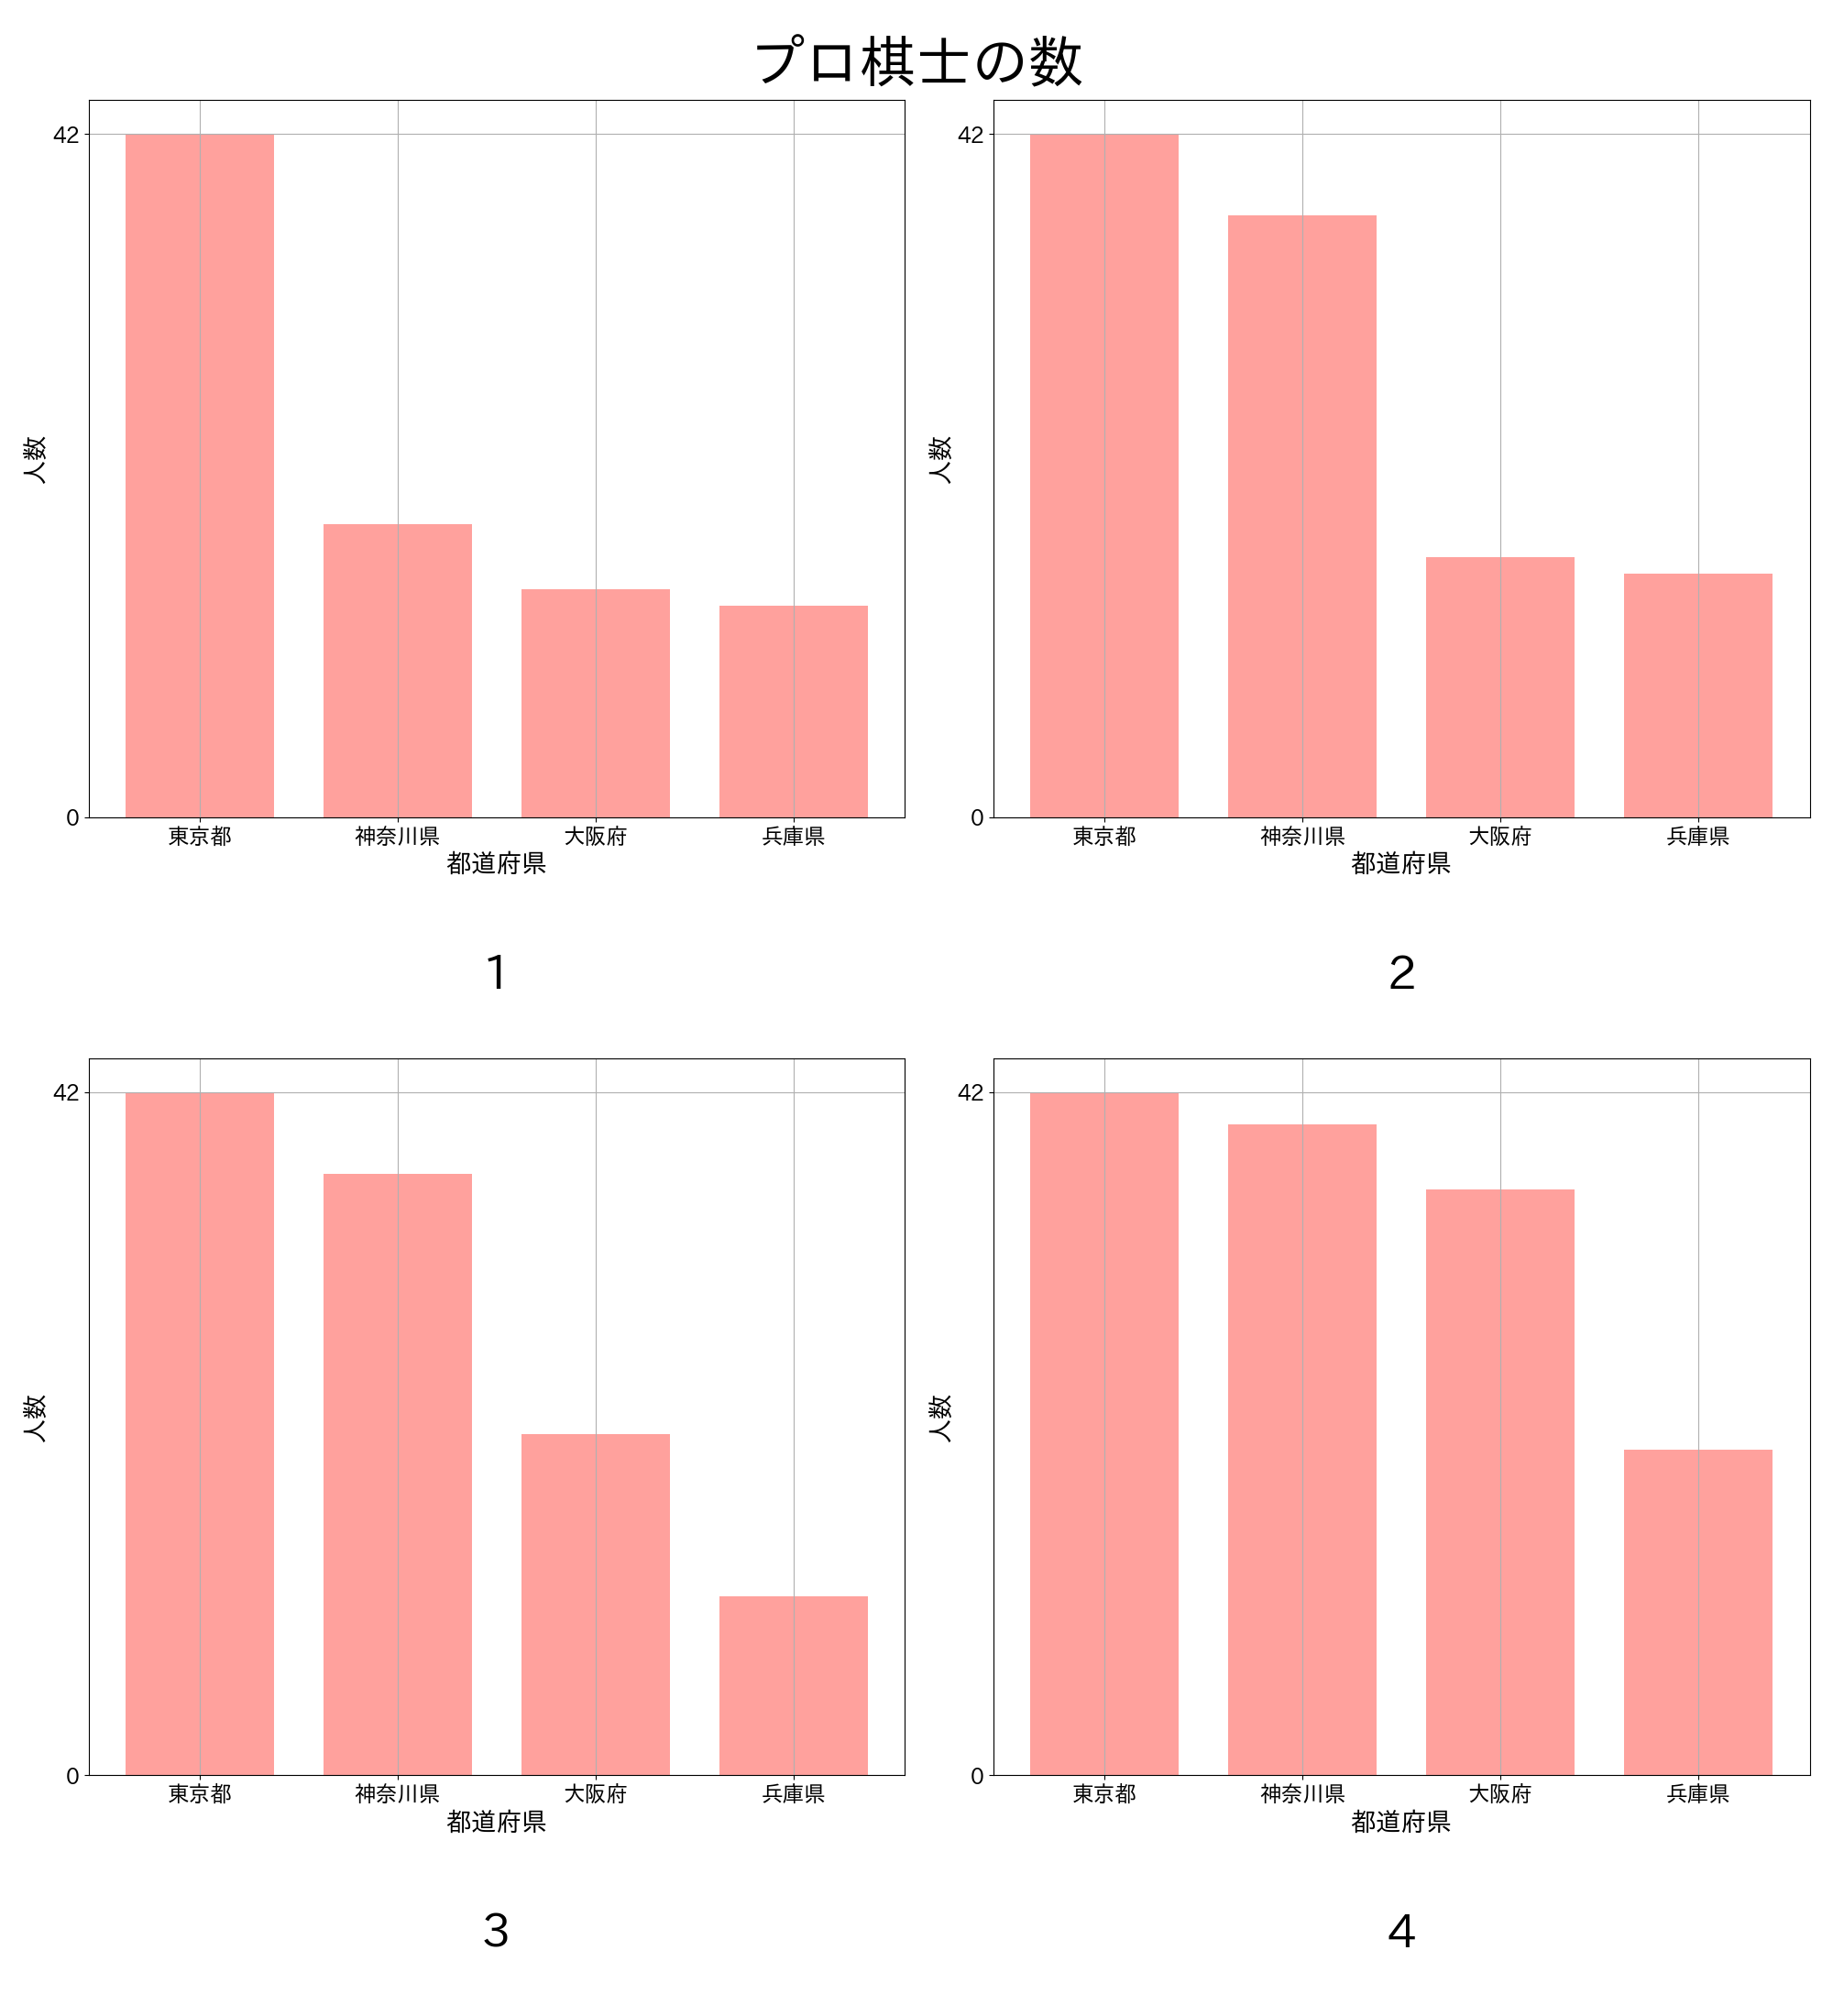 プロ棋士の数
42
人数
0
東京都 神奈川県 大阪府 兵庫県
都道府県
1
42
人数
0
東京都 神奈川県 大阪府 兵庫県
都道府県
2
42
人数
0
東京都 神奈川県 大阪府 兵庫県
都道府県
3
42
人数
0
東京都 神奈川県 大阪府 兵庫県
都道府県
4